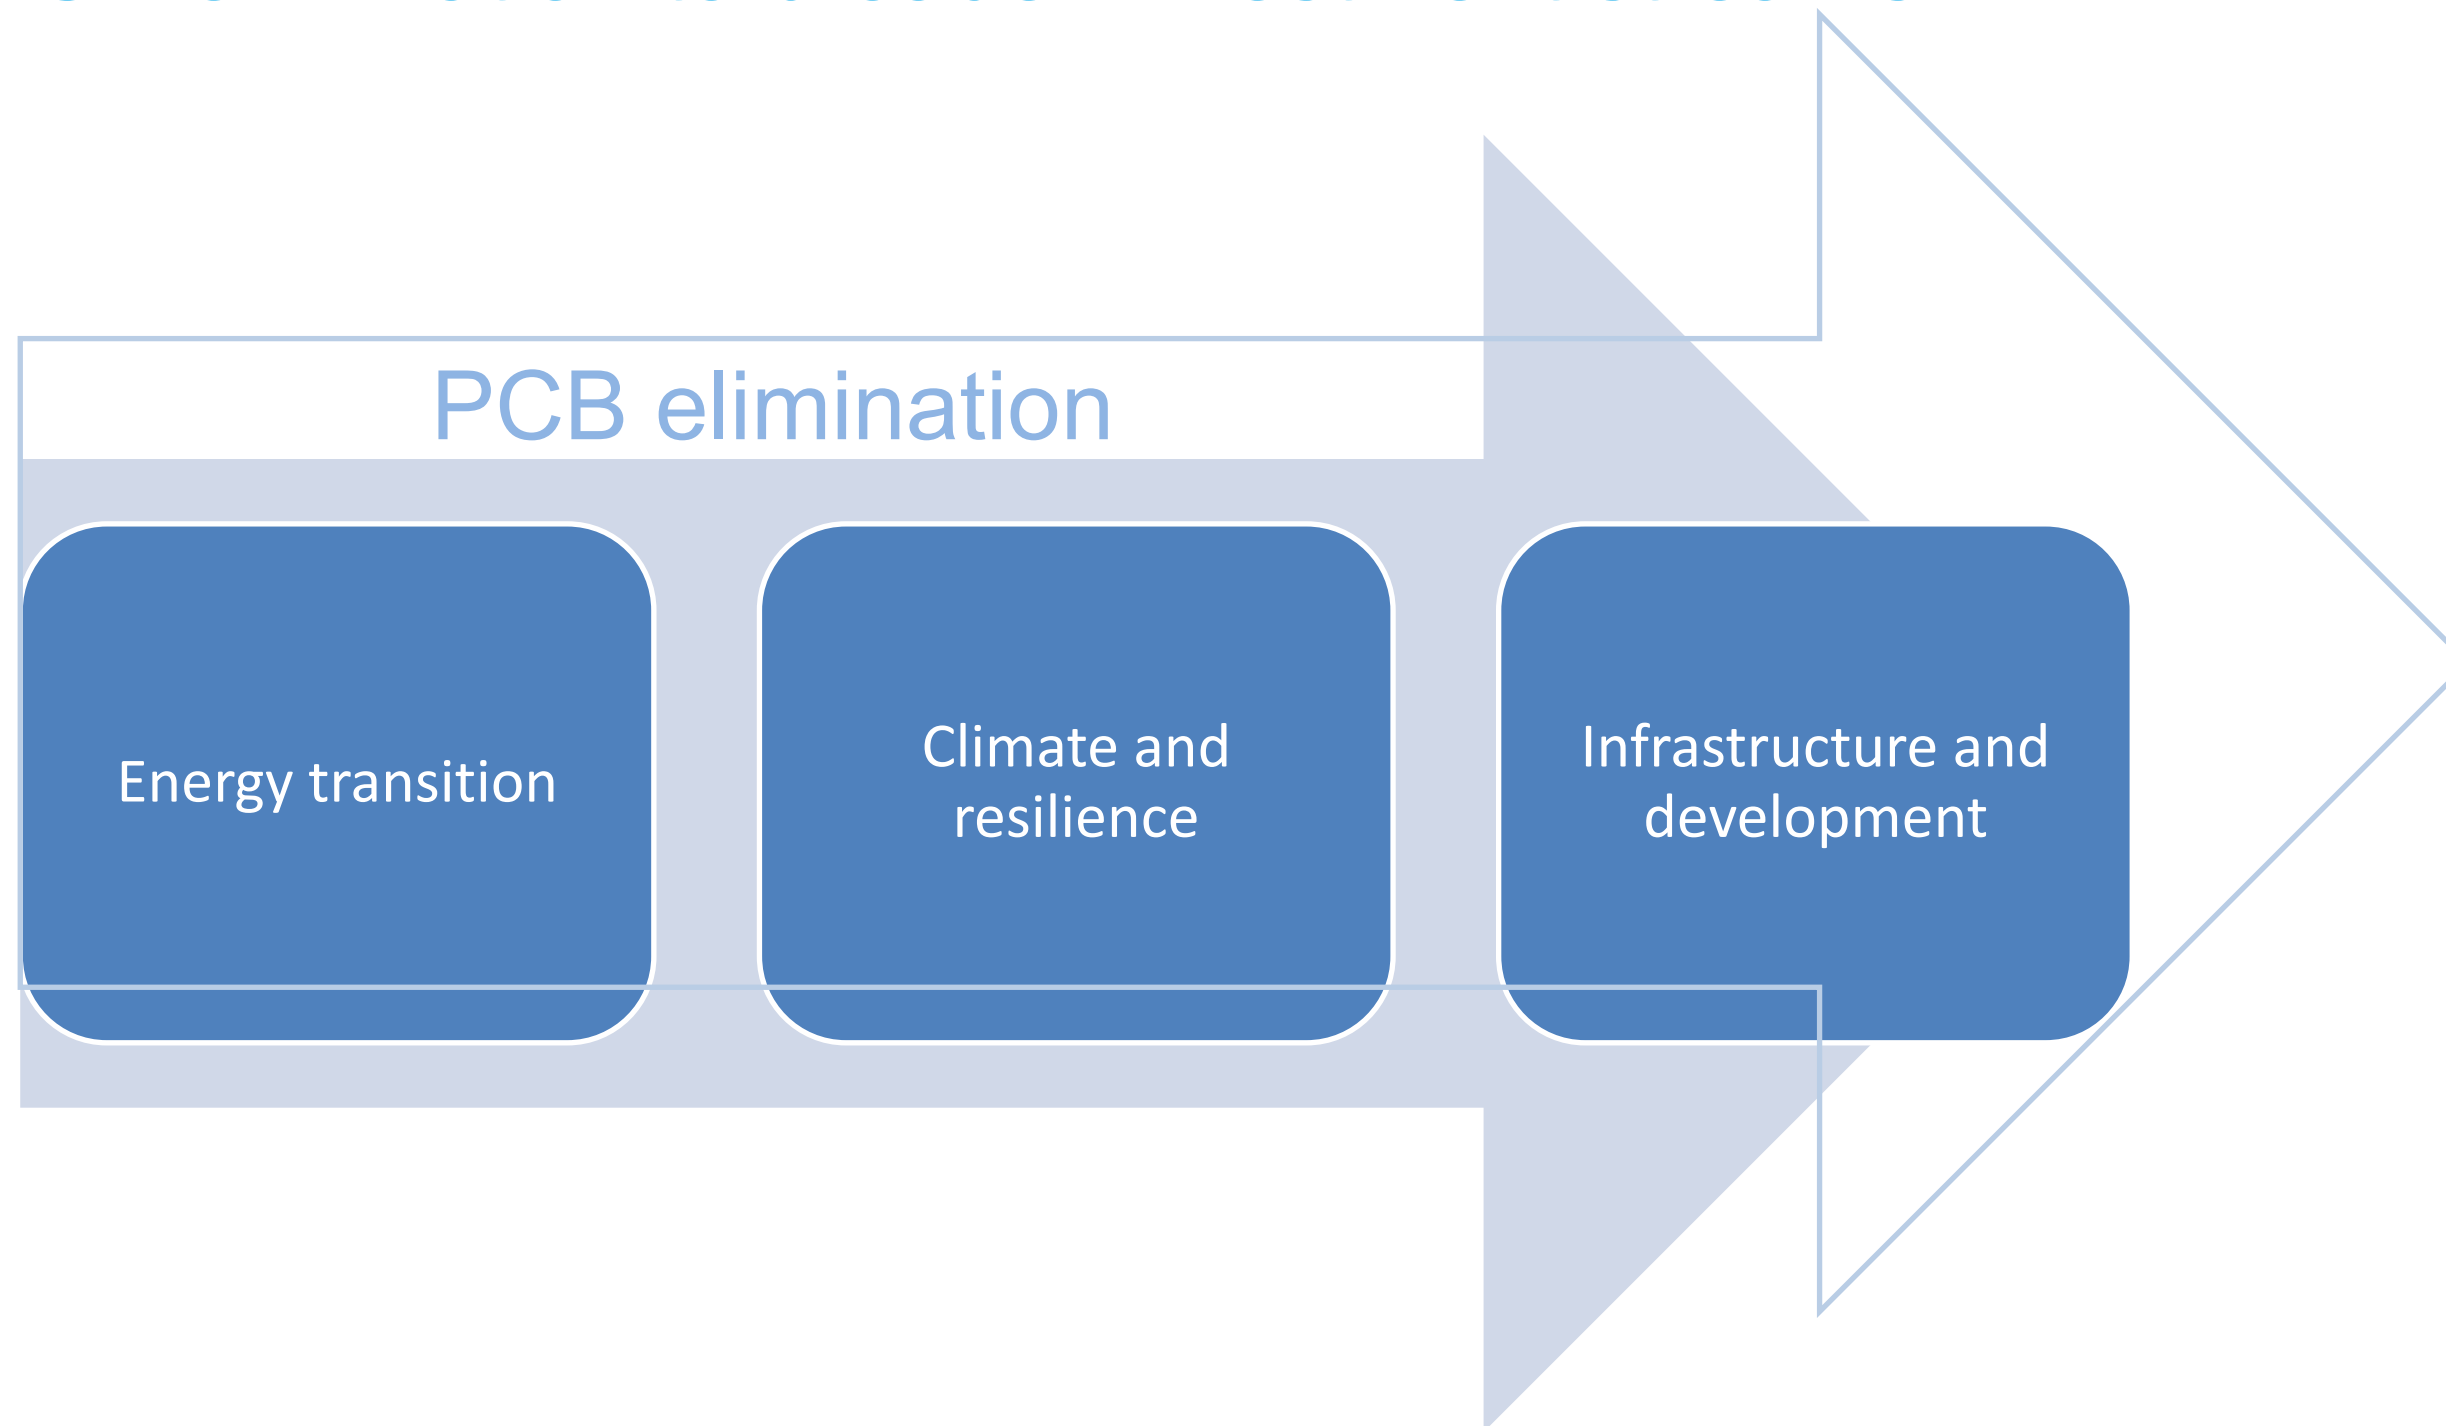 PCB elimination
Energy transition
Climate and
resilience
Infrastructure and
development